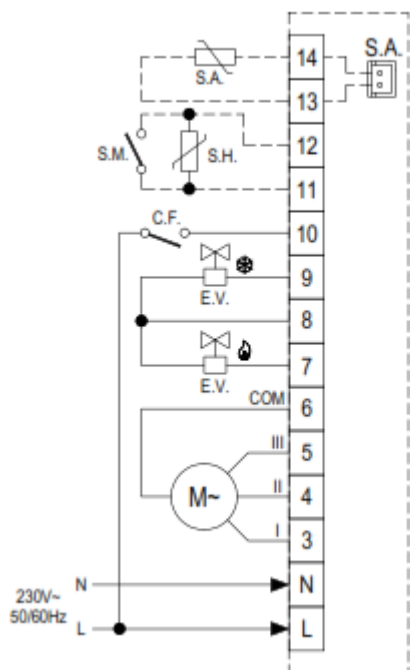 14
S.A.
S.A.
13
12
S.M.
S.H.
11
C.F.
10
9
E.V.
8
7
E.V.
COM
6
III
5
M~
II
4
I
3
230V~
50/60Hz
N
N
L
L